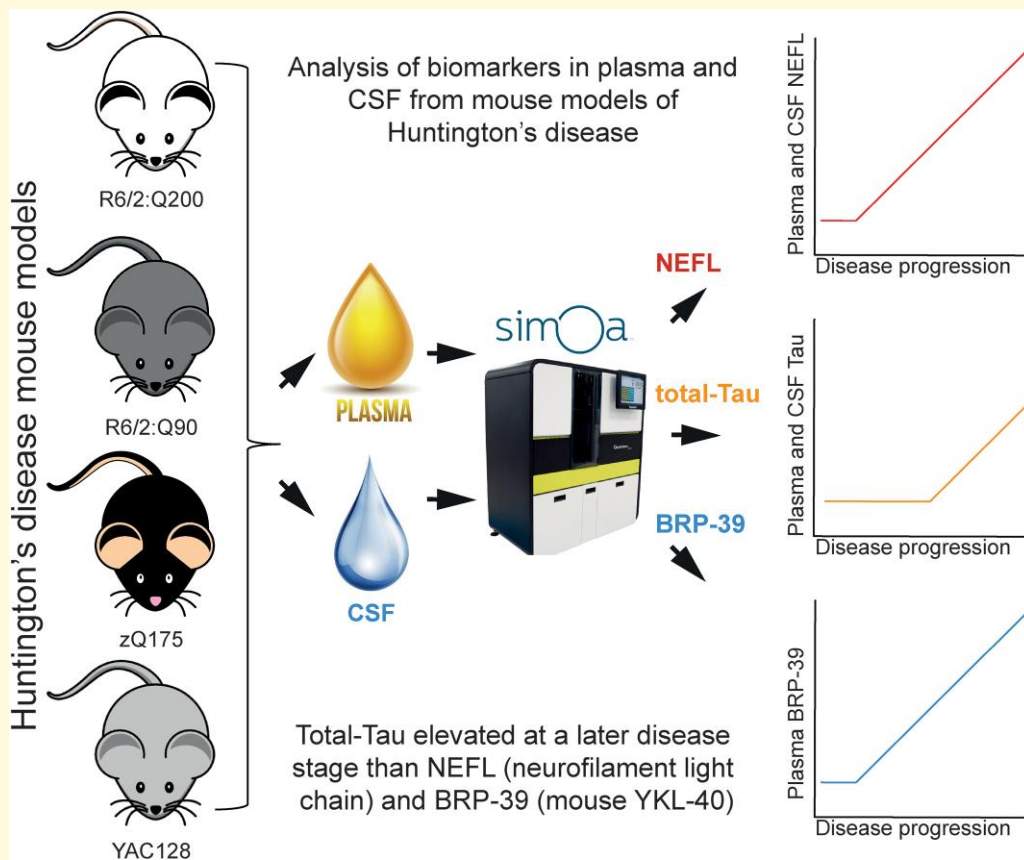 Huntington's disease mouse models
R6/2:Q200
R6/2:Q90
zQ175
YAC128
Analysis of biomarkers in plasma and
CSF from mouse models of
Huntington's disease
PLASMA
CSF
simOa
NEFL
total-Tau
BRP-39
Total-Tau elevated at a later disease
stage than NEFL (neurofilament light
chain) and BRP-39 (mouse YKL-40)
Plasma and CSF NEFL
Disease progression
Plasma and CSF Tau
Disease progression
Plasma BRP-39
Disease progression